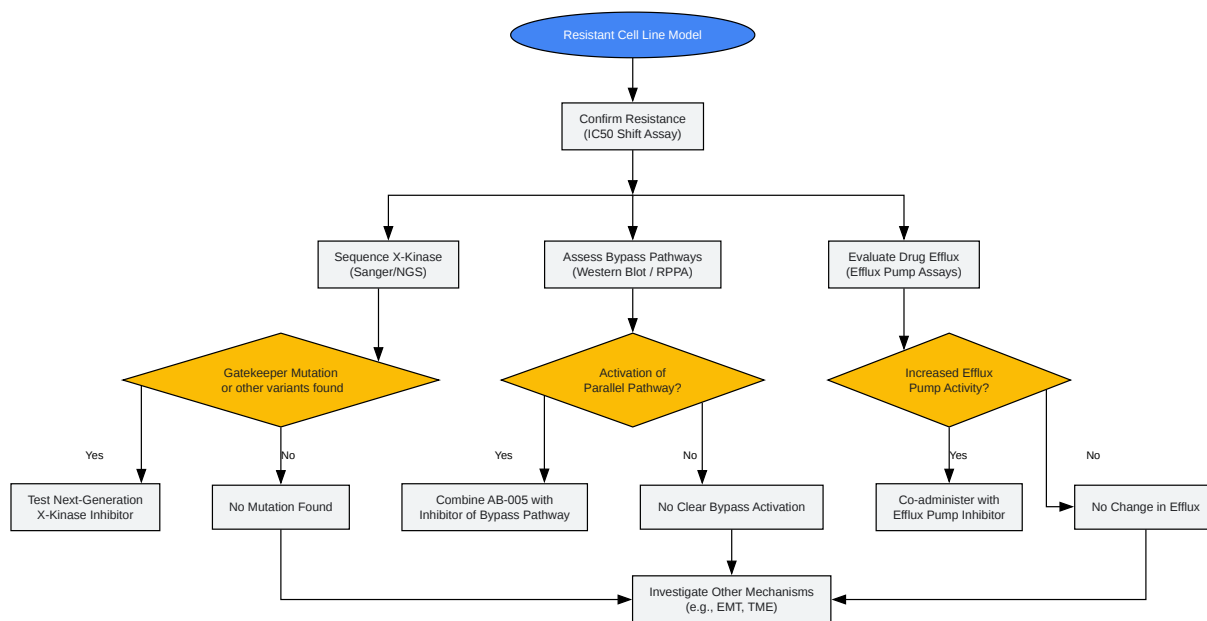 Resistant Cell Line Model
Confirm Resistance
(IC50 Shift Assay)
Sequence X-Kinase
(Sanger/NGS)
Assess Bypass Pathways
(Western Blot / RPPA)
Evaluate Drug Efflux
(Efflux Pump Assays)
Gatekeeper Mutation
or other variants found
Activation of
Parallel Pathway?
Increased Efflux
Pump Activity?
Yes
No
Yes
No
Yes
No
Test Next-Generation
X-Kinase Inhibitor
No Mutation Found
Combine AB-005 with
Inhibitor of Bypass Pathway
No Clear Bypass Activation
Co-administer with
Efflux Pump Inhibitor
No Change in Efflux
Investigate Other Mechanisms
(e.g., EMT, TME)